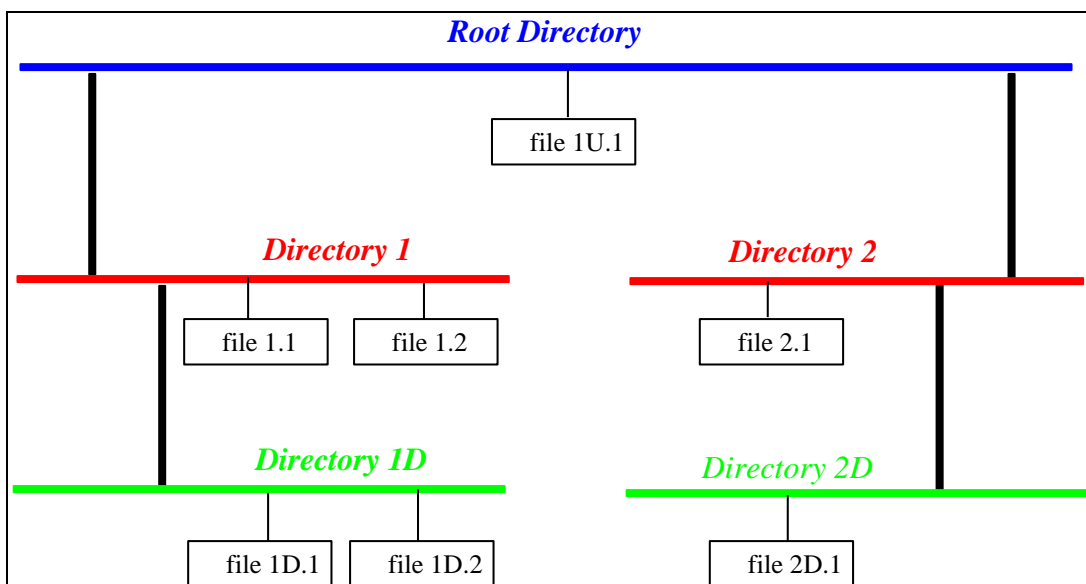 Root Directory
file 1U.1
Directory 1
Directory 2
file 1.1
file 1.2
file 2.1
Directory 1D
Directory 2D
file 1D.1
file 1D.2
file 2D.1